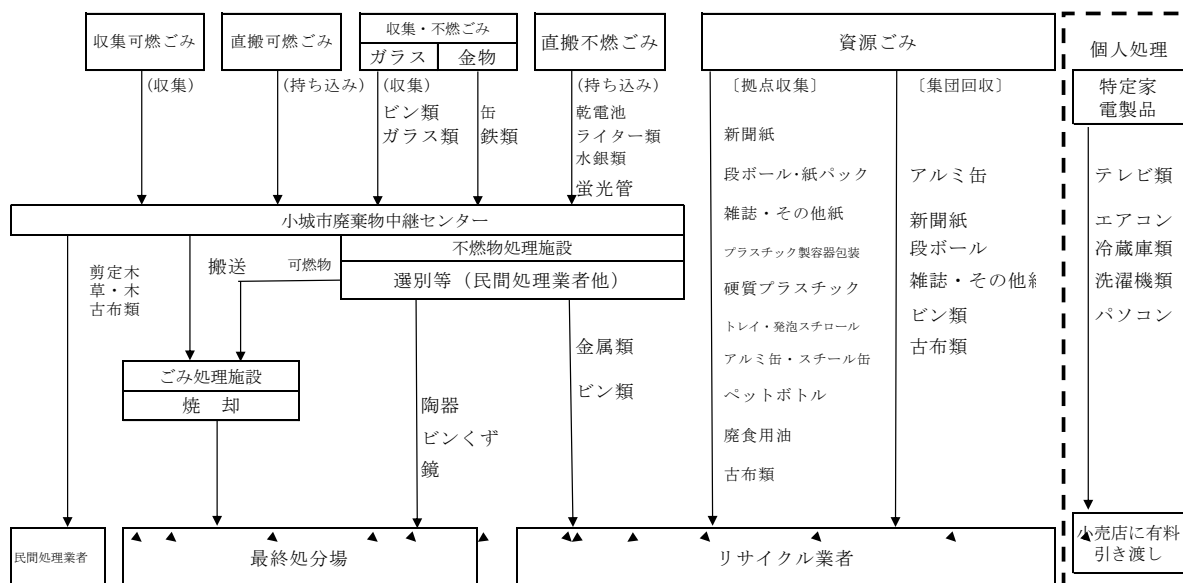 収集可燃ごみ
直搬可燃ごみ
収集・不燃ごみ
ガラス
金物
直搬不燃ごみ
資源ごみ
個人処理
特定家
電製品
(収集)
(持ち込み)
(収集)
ビン類
ガラス類
缶
鉄類
(持ち込み)
乾電池
ライター類
水銀類
蛍光管
〔拠点収集〕
新聞紙
段ボール・紙パック
雑誌・その他紙
プラスチック製容器包装
硬質プラスチック
トレイ・発泡スチロール
アルミ缶・スチール缶
ペットボトル
廃食用油
古布類
〔集団回収〕
アルミ缶
新聞紙
段ボール
雑誌・その他紙
ビン類
古布類
テレビ類
エアコン
冷蔵庫類
洗濯機類
パソコン
小城市廃棄物中継センター
不燃物処理施設
選別等（民間処理業者他）
剪定木
草・木
古布類
搬送
可燃物
ごみ処理施設
焼　却
陶器
ビンくず
鏡
金属類
ビン類
民間処理業者
最終処分場
リサイクル業者
小売店に有料
引き渡し